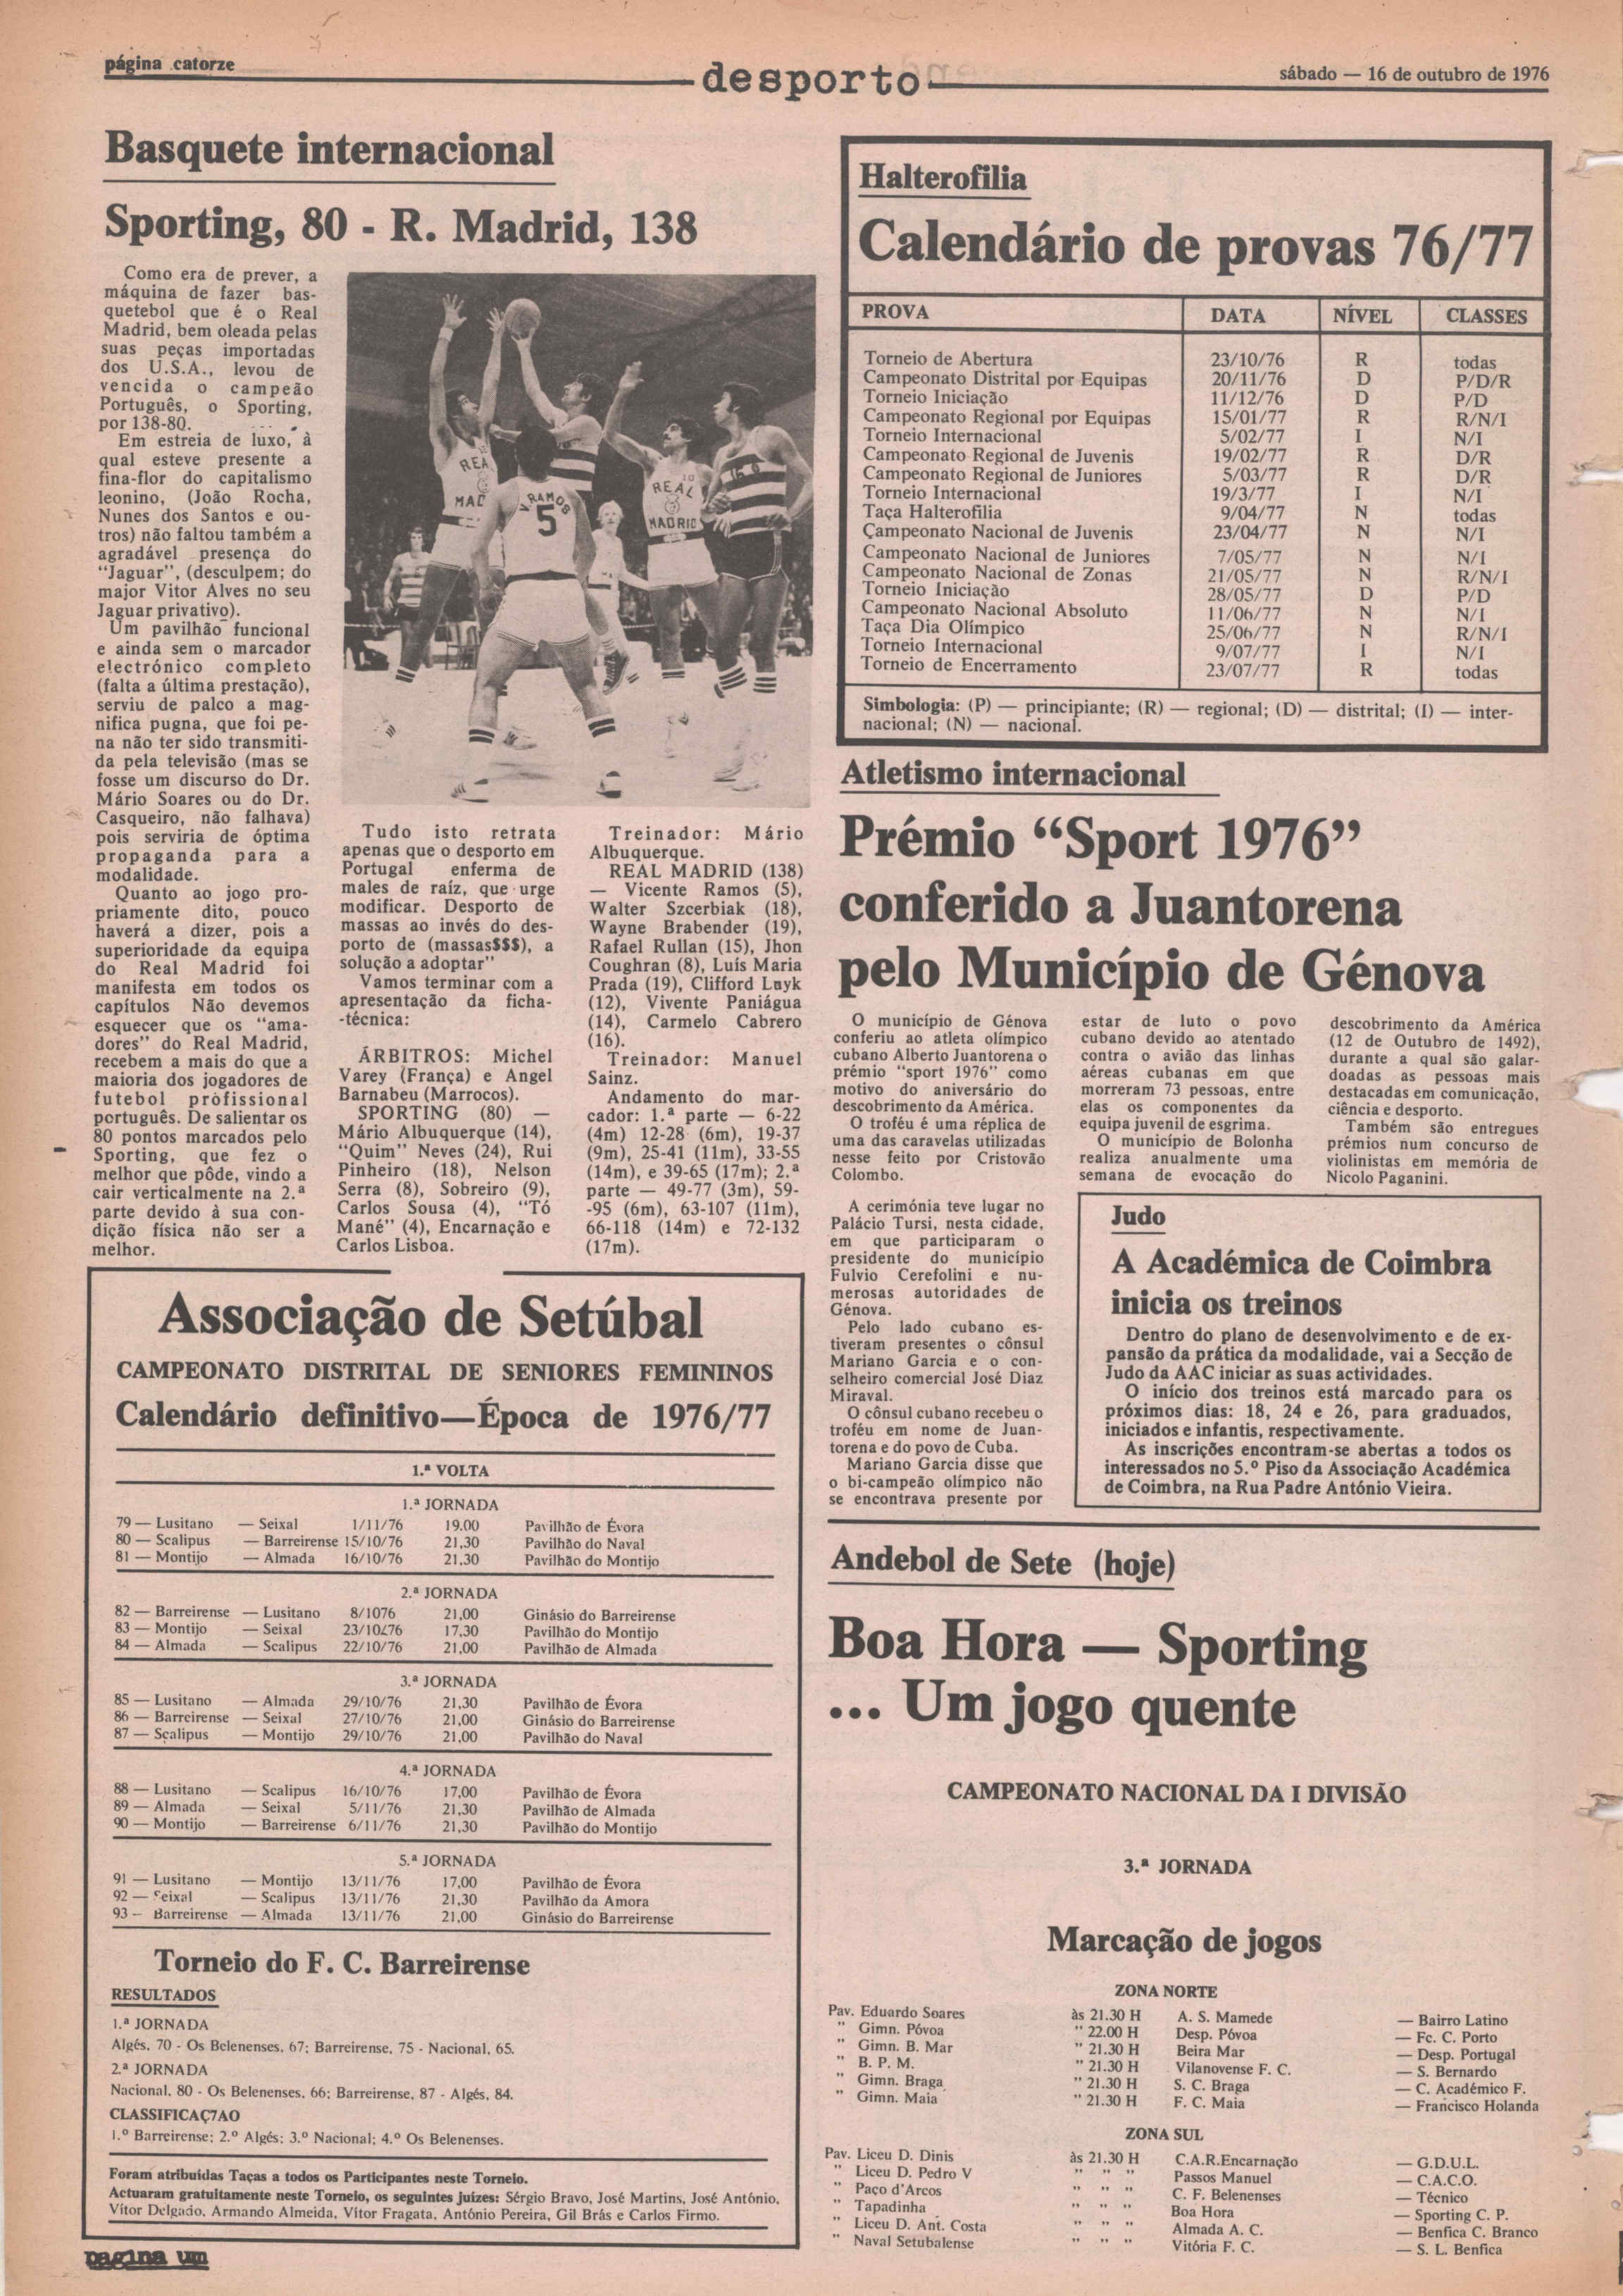 página catorze
desporto
sábado — 16 de outubro de 1976
Basquete internacional
Sporting, 80 - R. Madrid, 138
Como era de prever, a
máquina de fazer bas-
quetebol que é o Real
Madrid, bem oleada pelas
suas peças importadas
dos U.S.A., levou de
vencida o campeão
Português, o Sporting,
por 138-80.
Em estreia de luxo, à
qual esteve presente a
fina-flor do capitalismo
leonino, (João Rocha,
Nunes dos Santos e ou-
tros) não faltou também a
agradável presença do
“Jaguar”, (desculpem; do
major Vitor Alves no seu
Jaguar privativo).
Um pavilhão funcional
e ainda sem o marcador
electrónico completo
(falta a última prestação),
serviu de palco a mag-
nifica pugna, que foi pe-
na não ter sido transmiti-
da pela televisão (mas se
fosse um discurso do Dr.
Mário Soares ou do Dr.
Casqueiro, não falhava)
pois serviria de óptima
propaganda para a
modalidade.
Quanto ao jogo pro-
priamente dito, pouco
haverá a dizer, pois a
superioridade da equipa
do Real Madrid foi
manifesta em todos os
capítulos Não devemos
esquecer que os “ama-
dores” do Real Madrid,
recebem a mais do que a
maioria dos jogadores de
futebol profissional
português. De salientar os
80 pontos marcados pelo
Sporting, que fez o
melhor que pôde, vindo a
cair verticalmente na 2.ª
parte devido à sua con-
dição física não ser a
melhor.
REA
MAD
V.RAMOS
5
REAL
MADRID
Tudo isto retrata
apenas que o desporto em
Portugal enferma de
males de raíz, que urge
modificar. Desporto de
massas ao invés do des-
porto de (massas$$$), a
solução a adoptar”
Vamos terminar com a
apresentação da ficha-
-técnica:
ÁRBITROS: Michel
Varey (França) e Angel
Barnabeu (Marrocos).
SPORTING (80) —
Mário Albuquerque (14),
“Quim” Neves (24), Rui
Pinheiro (18), Nelson
Serra (8), Sobreiro (9),
Carlos Sousa (4), “Tó
Mané” (4), Encarnação e
Carlos Lisboa.
Treinador: Mário
Albuquerque.
REAL MADRID (138)
— Vicente Ramos (5),
Walter Szcerbiak (18),
Wayne Brabender (19),
Rafael Rullan (15), Jhon
Coughran (8), Luís Maria
Prada (19), Clifford Luyk
(12), Vivente Paniágua
(14), Carmelo Cabrero
(16).
Treinador: Manuel
Sainz.
Andamento do mar-
cador: 1.ª parte — 6-22
(4m) 12-28 (6m), 19-37
(9m), 25-41 (11m), 33-55
(14m), e 39-65 (17m); 2.ª
parte — 49-77 (3m), 59-
-95 (6m), 63-107 (11m),
66-118 (14m) e 72-132
(17m).
Halterofilia
Calendário de provas 76/77
PROVA DATA NÍVEL CLASSES
Torneio de Abertura 23/10/76 R todas
Campeonato Distrital por Equipas 20/11/76 D P/D/R
Torneio Iniciação 11/12/76 D P/D
Campeonato Regional por Equipas 15/01/77 R R/N/I
Torneio Internacional 5/02/77 I N/I
Campeonato Regional de Juvenis 19/02/77 R D/R
Campeonato Regional de Juniores 5/03/77 R D/R
Torneio Internacional 19/3/77 I N/I
Taça Halterofilia 9/04/77 N todas
Campeonato Nacional de Juvenis 23/04/77 N N/I
Campeonato Nacional de Juniores 7/05/77 N N/I
Campeonato Nacional de Zonas 21/05/77 N R/N/I
Torneio Iniciação 28/05/77 D P/D
Campeonato Nacional Absoluto 11/06/77 N N/I
Taça Dia Olímpico 25/06/77 N R/N/I
Torneio Internacional 9/07/77 I N/I
Torneio de Encerramento 23/07/77 R todas
Simbologia: (P) — principiante; (R) — regional; (D) — distrital; (I) — inter-
nacional; (N) — nacional.
Atletismo internacional
Prémio “Sport 1976”
conferido a Juantorena
pelo Município de Génova
O município de Génova
conferiu ao atleta olímpico
cubano Alberto Juantorena o
prémio “sport 1976” como
motivo do aniversário do
descobrimento da América.
O troféu é uma réplica de
uma das caravelas utilizadas
nesse feito por Cristovão
Colombo.
A cerimónia teve lugar no
Palácio Tursi, nesta cidade,
em que participaram o
presidente do município
Fulvio Cerefolini e nu-
merosas autoridades de
Génova.
Pelo lado cubano es-
tiveram presentes o cônsul
Mariano Garcia e o con-
selheiro comercial José Diaz
Miraval.
O cônsul cubano recebeu o
troféu em nome de Juan-
torena e do povo de Cuba.
Mariano Garcia disse que
o bi-campeão olímpico não
se encontrava presente por
estar de luto o povo
cubano devido ao atentado
contra o avião das linhas
aéreas cubanas em que
morreram 73 pessoas, entre
elas os componentes da
equipa juvenil de esgrima.
O município de Bolonha
realiza anualmente uma
semana de evocação do
descobrimento da América
(12 de Outubro de 1492),
durante a qual são galar-
doadas as pessoas mais
destacadas em comunicação,
ciência e desporto.
Também são entregues
prémios num concurso de
violinistas em memória de
Nicolo Paganini.
Judo
A Académica de Coimbra
inicia os treinos
Dentro do plano de desenvolvimento e de ex-
pansão da prática da modalidade, vai a Secção de
Judo da AAC iniciar as suas actividades.
O início dos treinos está marcado para os
próximos dias: 18, 24 e 26, para graduados,
iniciados e infantis, respectivamente.
As inscrições encontram-se abertas a todos os
interessados no 5.º Piso da Associação Académica
de Coimbra, na Rua Padre António Vieira.
Associação de Setúbal
CAMPEONATO DISTRITAL DE SENIORES FEMININOS
Calendário definitivo—Época de 1976/77
1.ª VOLTA
1.ª JORNADA
79 — Lusitano — Seixal 1/11/76 19.00 Pavilhão de Évora
80 — Scalipus — Barreirense 15/10/76 21,30 Pavilhão do Naval
81 — Montijo — Almada 16/10/76 21.30 Pavilhão do Montijo
2.ª JORNADA
82 — Barreirense — Lusitano 8/1076 21,00 Ginásio do Barreirense
83 — Montijo — Seixal 23/10/76 17,30 Pavilhão do Montijo
84 — Almada — Scalipus 22/10/76 21,00 Pavilhão de Almada
3.ª JORNADA
85 — Lusitano — Almada 29/10/76 21,30 Pavilhão de Évora
86 — Barreirense — Seixal 27/10/76 21,00 Ginásio do Barreirense
87 — Scalipus — Montijo 29/10/76 21,00 Pavilhão do Naval
4.ª JORNADA
88 — Lusitano — Scalipus 16/10/76 17,00 Pavilhão de Évora
89 — Almada — Seixal 5/11/76 21,30 Pavilhão de Almada
90 — Montijo — Barreirense 6/11/76 21,30 Pavilhão do Montijo
5.ª JORNADA
91 — Lusitano — Montijo 13/11/76 17,00 Pavilhão de Évora
92 — Seixal — Scalipus 13/11/76 21,30 Pavilhão da Amora
93 — Barreirense — Almada 13/11/76 21,00 Ginásio do Barreirense
Torneio do F. C. Barreirense
RESULTADOS
1.ª JORNADA
Algés, 70 - Os Belenenses, 67; Barreirense, 75 - Nacional, 65.
2.ª JORNADA
Nacional, 80 - Os Belenenses, 66; Barreirense, 87 - Algés, 84.
CLASSIFICAÇ7AO
1.º Barreirense; 2.º Algés; 3.º Nacional; 4.º Os Belenenses.
Foram atribuídas Taças a todos os Participantes neste Torneio.
Actuaram gratuitamente neste Torneio, os seguintes juízes: Sérgio Bravo, José Martins, José António,
Vítor Delgado, Armando Almeida, Vítor Fragata, António Pereira, Gil Brás e Carlos Firmo.
Andebol de Sete (hoje)
Boa Hora — Sporting
... Um jogo quente
CAMPEONATO NACIONAL DA I DIVISÃO
3.ª JORNADA
Marcação de jogos
ZONA NORTE
Pav. Eduardo Soares às 21.30 H A. S. Mamede — Bairro Latino
" Gimn. Póvoa " 22.00 H Desp. Póvoa — Fc. C. Porto
" Gimn. B. Mar " 21.30 H Beira Mar — Desp. Portugal
" B. P. M. " 21.30 H Vilanovense F. C. — S. Bernardo
" Gimn. Braga " 21.30 H S. C. Braga — C. Académico F.
" Gimn. Maia " 21.30 H F. C. Maia — Francisco Holanda
ZONA SUL
Pav. Liceu D. Dinis às 21.30 H C.A.R.Encarnação — G.D.U.L.
" Liceu D. Pedro V " " " Passos Manuel — C.A.C.O.
" Paço d'Arcos " " " C. F. Belenenses — Técnico
" Tapadinha " " " Boa Hora — Sporting C. P.
" Liceu D. Ant. Costa " " " Almada A. C. — Benfica C. Branco
" Naval Setubalense " " " Vitória F. C. — S. L. Benfica
pagina um